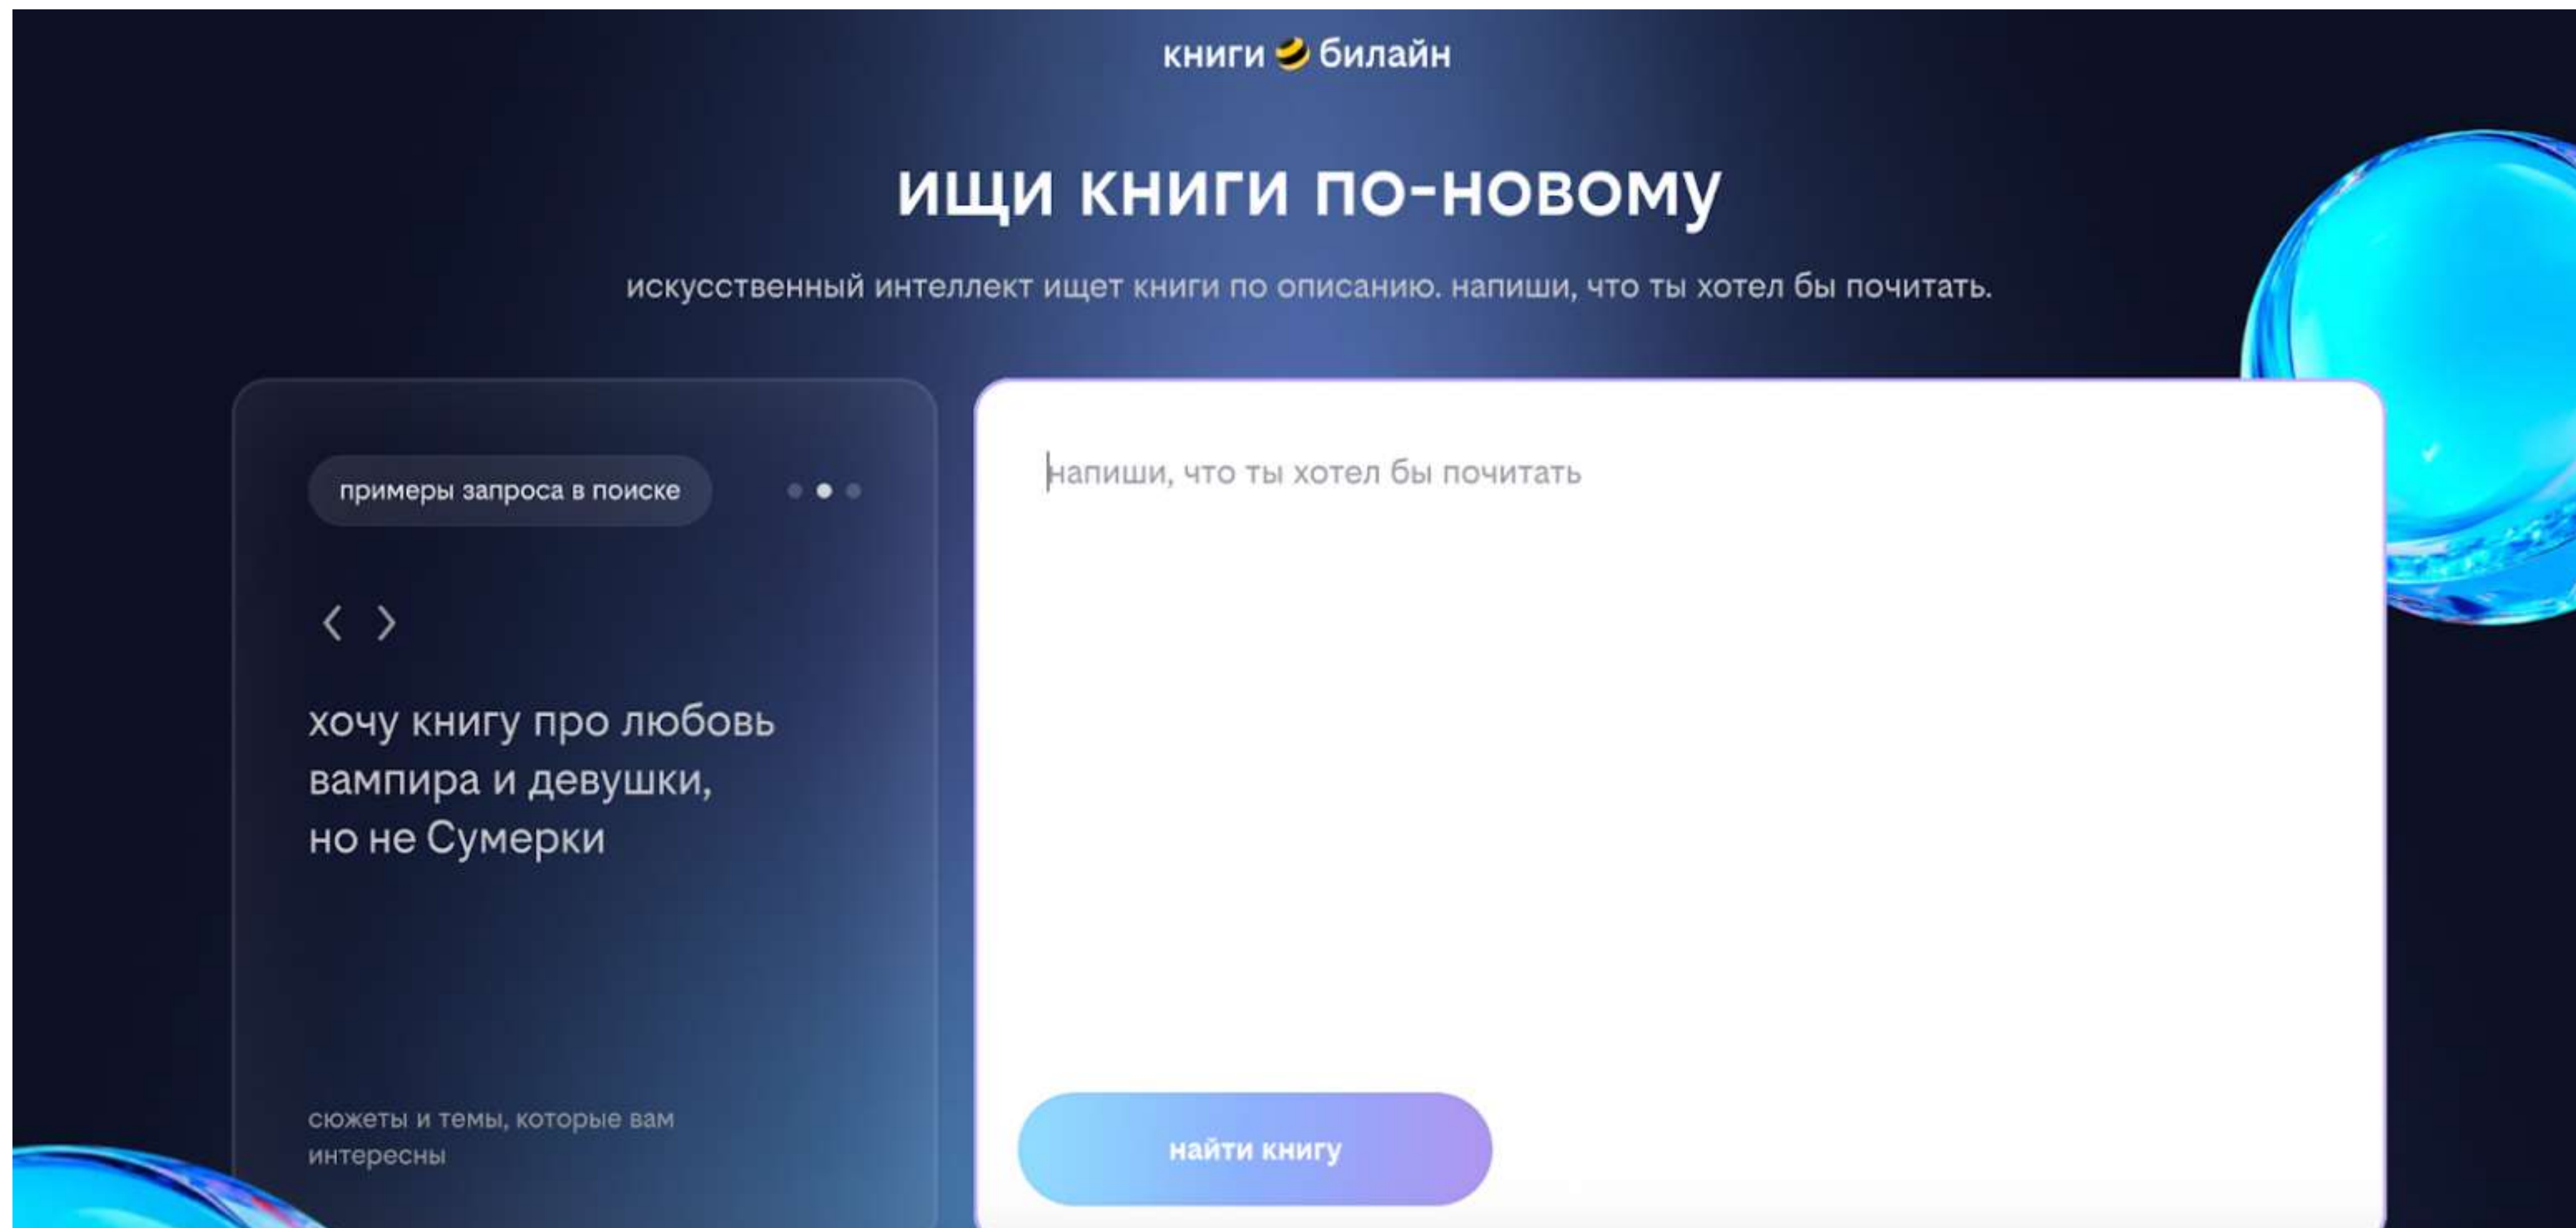 книги билайн
ищи книги по-новому
искусственный интеллект ищет книги по описанию. напиши, что ты хотел бы почитать.
примеры запроса в поиске
хочу книгу про любовь
вампира и девушки,
но не Сумерки
сюжеты и темы, которые вам
интересны
напиши, что ты хотел бы почитать
найти книгу